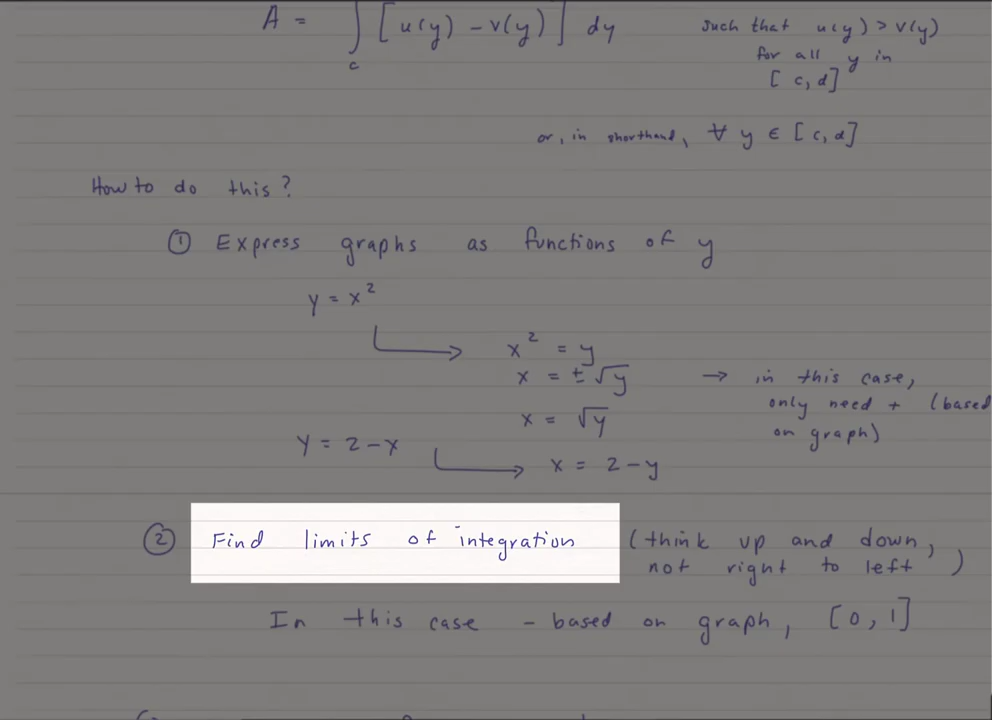 A = ∫ [u(y) - v(y)] dy such that u(y) > v(y)
c for all y in
[c, d]
or, in shorthand, ∀ y ∈ [c, d]
How to do this?
① Express graphs as functions of y
y = x²
x² = y
x = ± √y → in this case,
only need + (based
x = √y on graph)
y = 2 - x
x = 2 - y
② Find limits of integration (think up and down,
not right to left)
In this case - based on graph, [0, 1]